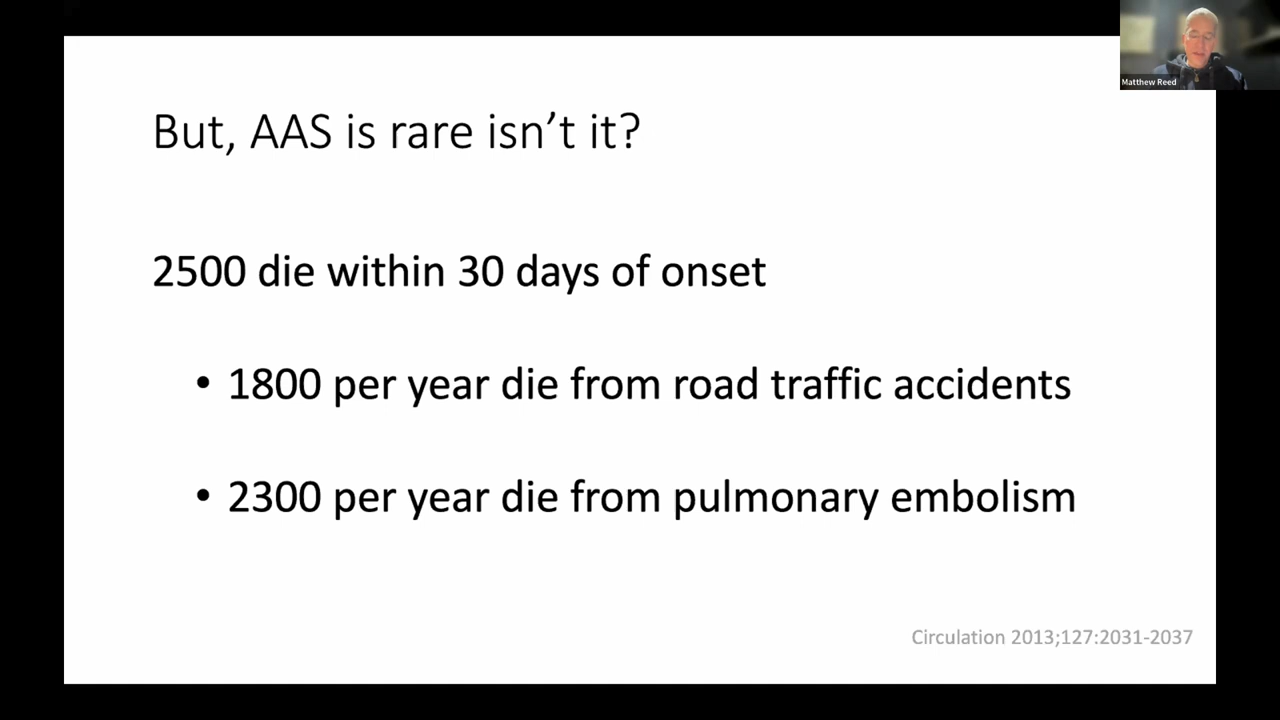 Matthew Reed
But, AAS is rare isn’t it?
2500 die within 30 days of onset
• 1800 per year die from road traffic accidents
• 2300 per year die from pulmonary embolism
Circulation 2013;127:2031-2037